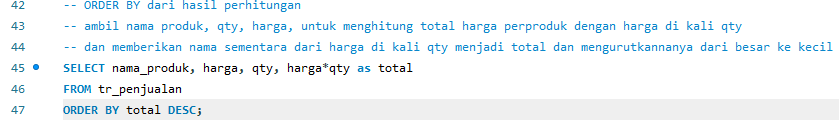 42 -- ORDER BY dari hasil perhitungan
43 -- ambil nama produk, qty, harga, untuk menghitung total harga perproduk dengan harga di kali qty
44 -- dan memberikan nama sementara dari harga di kali qty menjadi total dan mengurutkannanya dari besar ke kecil
45 SELECT nama_produk, harga, qty, harga*qty as total
46 FROM tr_penjualan
47 ORDER BY total DESC;